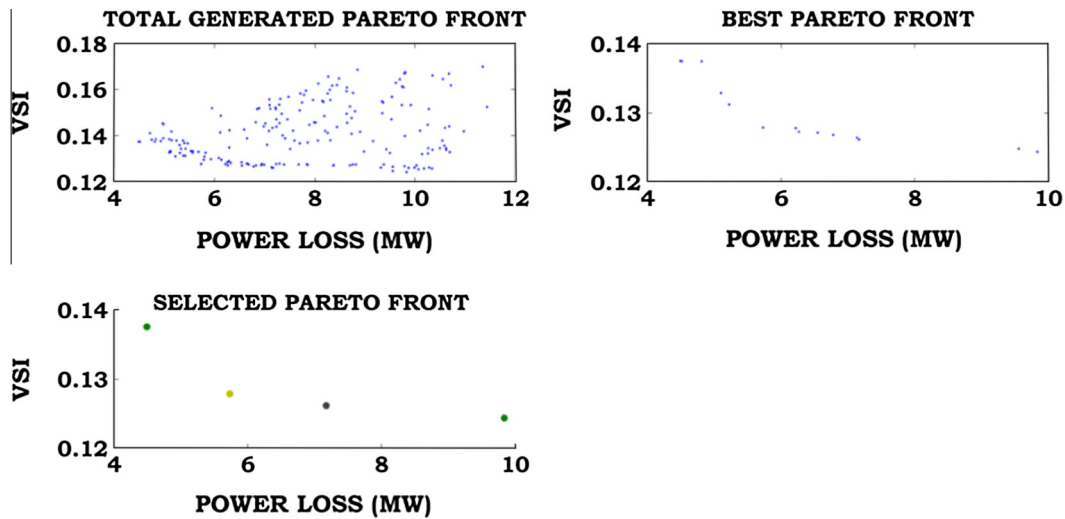 TOTAL GENERATED PARETO FRONT
0.18
0.16
0.14
0.12
VSI
4 6 8 10 12
POWER LOSS (MW)
BEST PARETO FRONT
0.14
0.13
0.12
VSI
4 6 8 10
POWER LOSS (MW)
SELECTED PARETO FRONT
0.14
0.13
0.12
VSI
4 6 8 10
POWER LOSS (MW)